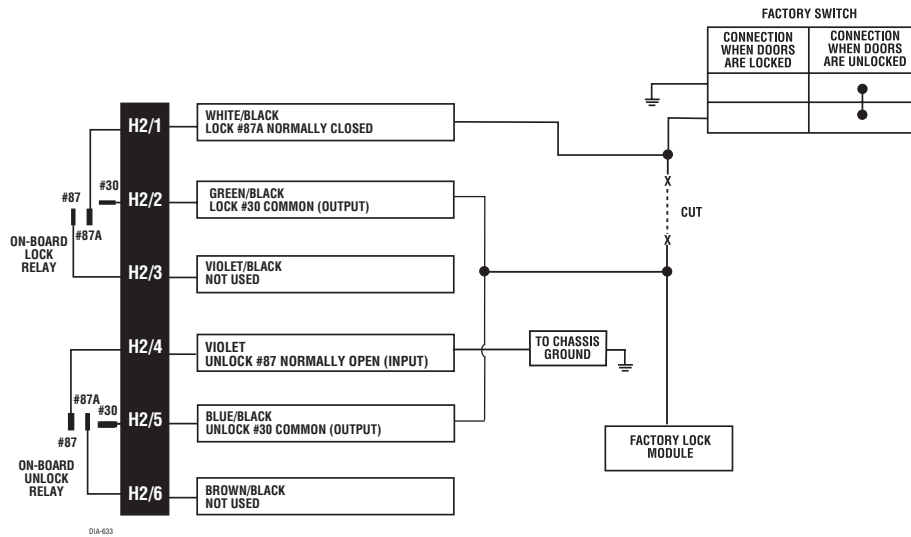 FACTORY SWITCH
CONNECTION
WHEN DOORS
ARE LOCKED
CONNECTION
WHEN DOORS
ARE UNLOCKED
H2/1
WHITE/BLACK
LOCK #87A NORMALLY CLOSED
#30
H2/2
GREEN/BLACK
LOCK #30 COMMON (OUTPUT)
#87
#87A
ON-BOARD
LOCK
RELAY
X
CUT
X
H2/3
VIOLET/BLACK
NOT USED
H2/4
VIOLET
UNLOCK #87 NORMALLY OPEN (INPUT)
TO CHASSIS
GROUND
#87A
#30
H2/5
BLUE/BLACK
UNLOCK #30 COMMON (OUTPUT)
#87
ON-BOARD
UNLOCK
RELAY
FACTORY LOCK
MODULE
H2/6
BROWN/BLACK
NOT USED
DIA-633